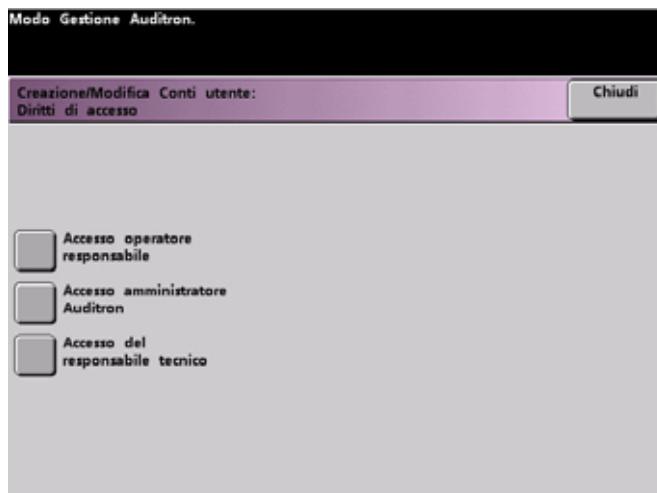 Modo Gestione Auditron.
Creazione/Modifica Conti utente:
Diritti di accesso
Chiudi
Accesso operatore
responsabile
Accesso amministratore
Auditron
Accesso del
responsabile tecnico